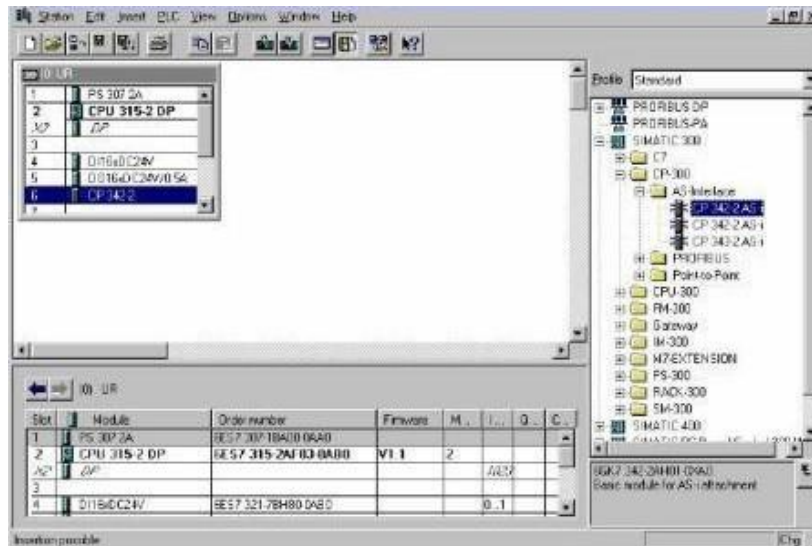 Station Edit Insert PLC View Options Window Help
(0) UR
1 PS 307 2A
2 CPU 315-2 DP
X2 DP
3
4 DI16xDC24V
5 DO16xDC24V/0.5A
6 CP 342-2
7
Profile Standard
PROFIBUS DP
PROFIBUS-PA
SIMATIC 300
C7
CP-300
AS-Interface
CP 342-2 AS-i
CP 342-2 AS-i
CP 343-2 AS-i
PROFIBUS
Point-to-Point
CPU-300
FM-300
Gateway
IM-300
M7-EXTENSION
PS-300
RACK-300
SM-300
SIMATIC 400
6GK7 342-2AH01-0XA0
Basic module for AS-i attachment
(0) UR
Slot Module Order number Firmware M... I... Q... C...
1 PS 307 2A 6ES7 307-1BA00-0AA0
2 CPU 315-2 DP 6ES7 315-2AF03-0AB0 V1.1 2
X2 DP
3
4 DI16xDC24V 6ES7 321-7BH80-0AB0 0..1
Insertion possible Chg